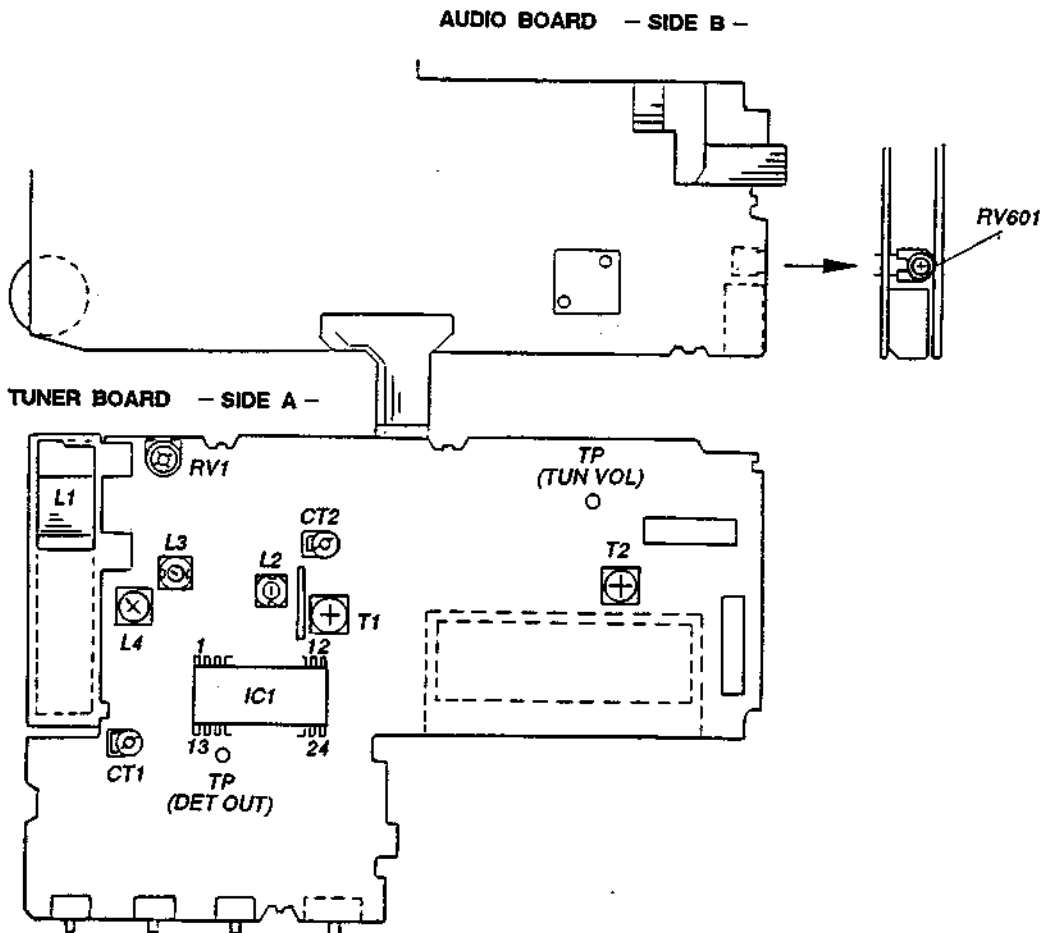 AUDIO BOARD – SIDE B –
RV601
TUNER BOARD – SIDE A –
RV1
TP
(TUN VOL)
L1
CT2
L3
L2
T2
L4
T1
1
12
IC1
13
24
CT1
TP
(DET OUT)